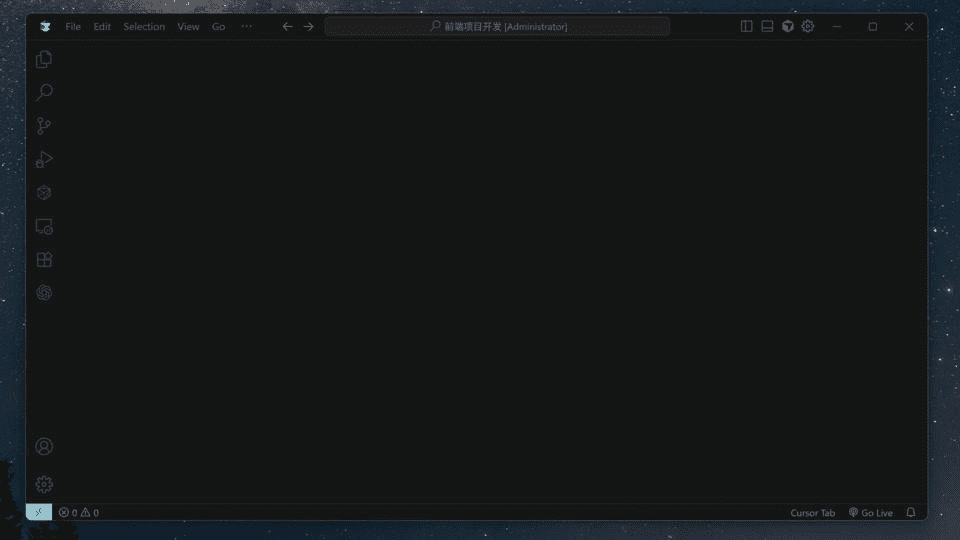 File Edit Selection View Go ···
前端项目开发 [Administrator]
0 0
Cursor Tab Go Live